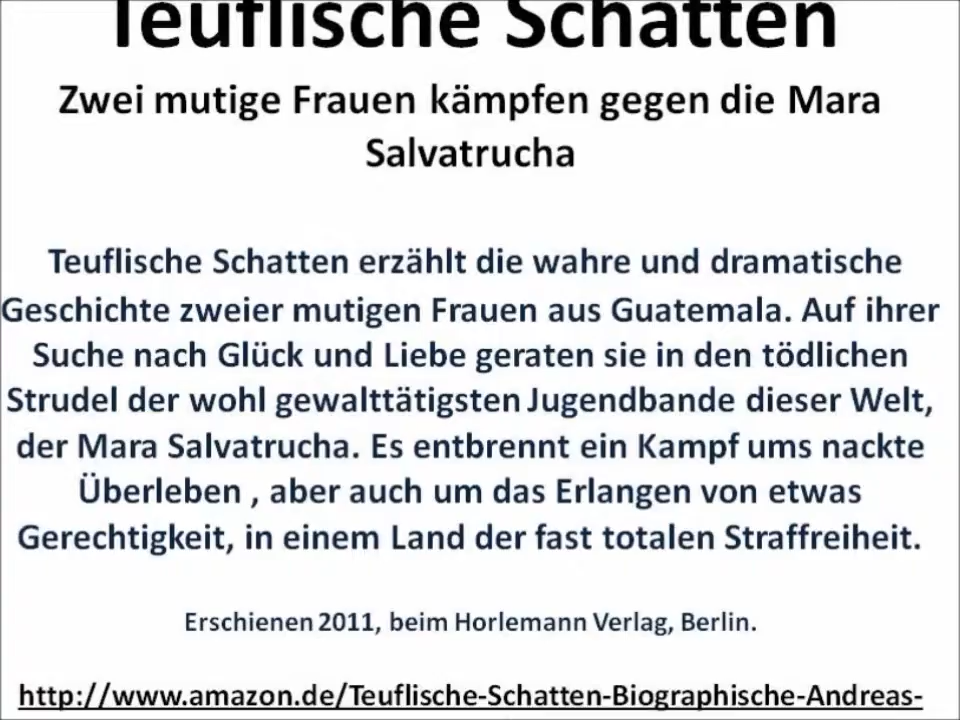 Teuflische Schatten
Zwei mutige Frauen kämpfen gegen die Mara
Salvatrucha
Teuflische Schatten erzählt die wahre und dramatische
Geschichte zweier mutigen Frauen aus Guatemala. Auf ihrer
Suche nach Glück und Liebe geraten sie in den tödlichen
Strudel der wohl gewalttätigsten Jugendbande dieser Welt,
der Mara Salvatrucha. Es entbrennt ein Kampf ums nackte
Überleben , aber auch um das Erlangen von etwas
Gerechtigkeit, in einem Land der fast totalen Straffreiheit.
Erschienen 2011, beim Horlemann Verlag, Berlin.
http://www.amazon.de/Teuflische-Schatten-Biographische-Andreas-